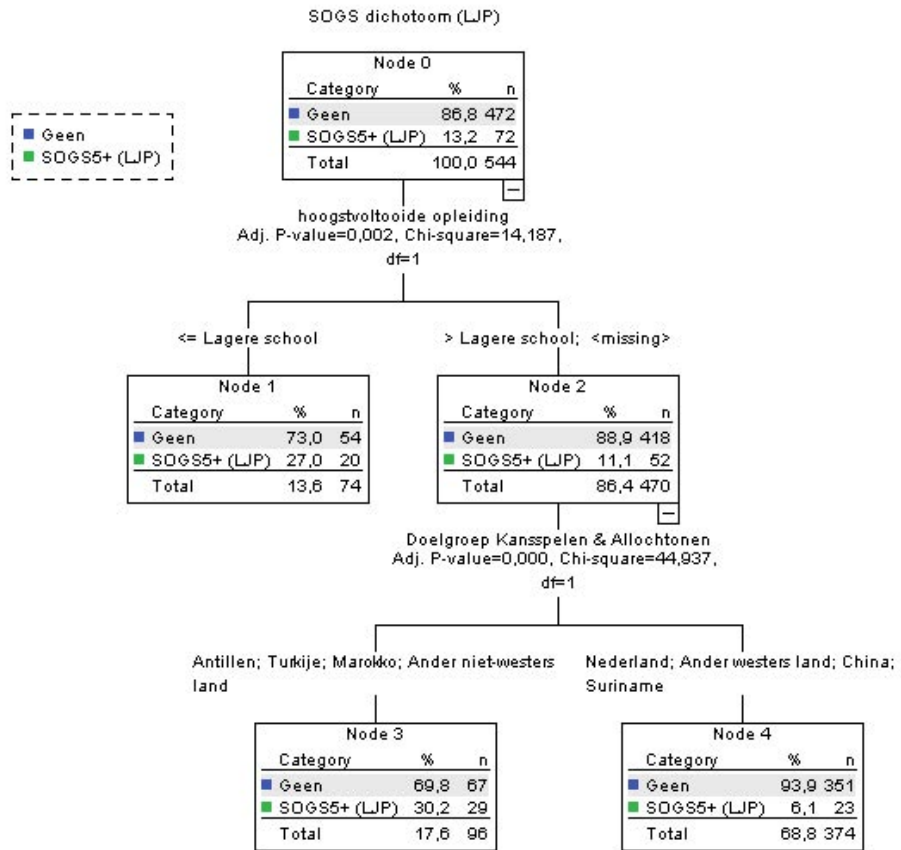 SOGS dichotoom (LJP)
Geen
SOGS5+ (LJP)
Node 0
Category % n
Geen 86,8 472
SOGS5+ (LJP) 13,2 72
Total 100,0 544
hoogstvoltooide opleiding
Adj. P-value=0,002, Chi-square=14,187,
df=1
<= Lagere school
> Lagere school; <missing>
Node 1
Category % n
Geen 73,0 54
SOGS5+ (LJP) 27,0 20
Total 13,6 74
Node 2
Category % n
Geen 88,9 418
SOGS5+ (LJP) 11,1 52
Total 86,4 470
Doelgroep Kansspelen & Allochtonen
Adj. P-value=0,000, Chi-square=44,937,
df=1
Antillen; Turkije; Marokko; Ander niet-westers
land
Nederland; Ander westers land; China;
Suriname
Node 3
Category % n
Geen 69,8 67
SOGS5+ (LJP) 30,2 29
Total 17,6 96
Node 4
Category % n
Geen 93,9 351
SOGS5+ (LJP) 6,1 23
Total 68,8 374